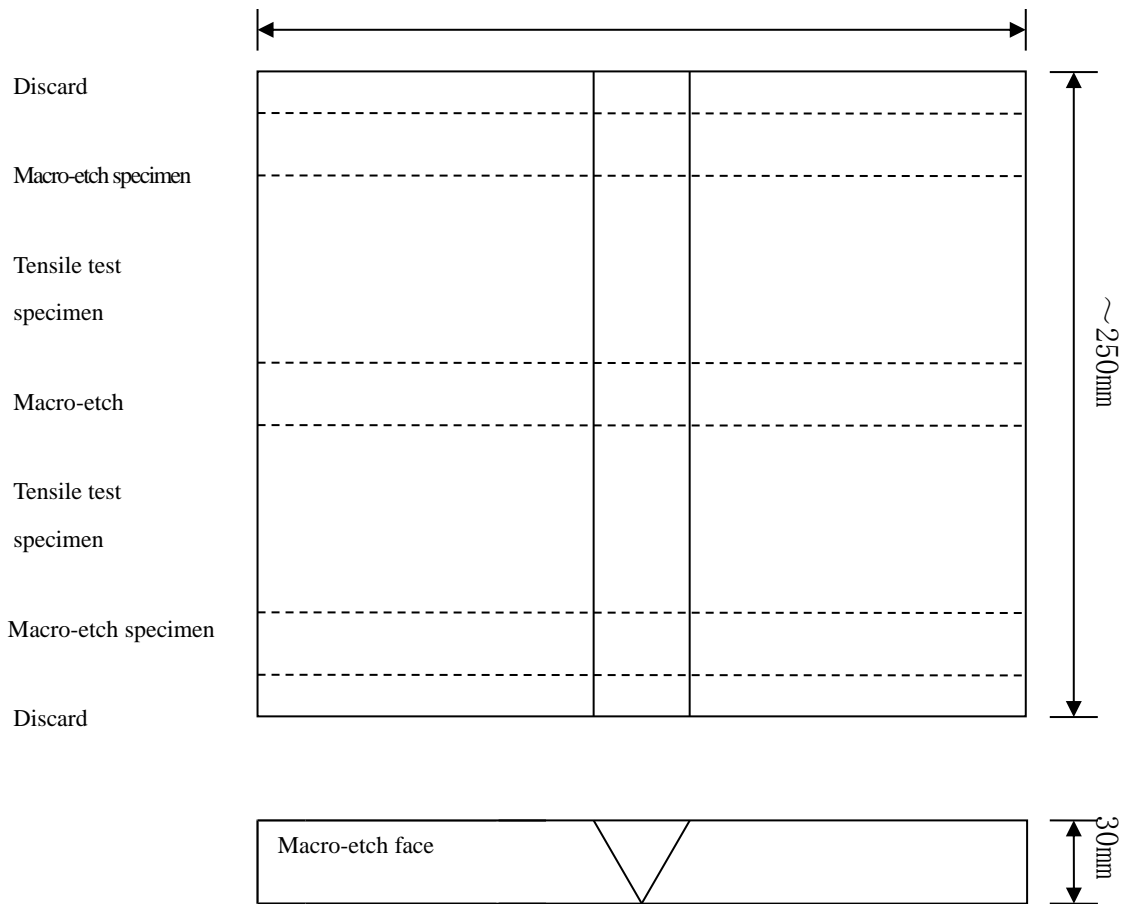 Discard
Macro-etch specimen
Tensile test
specimen
~250mm
Macro-etch
Tensile test
specimen
Macro-etch specimen
Discard
Macro-etch face
30mm